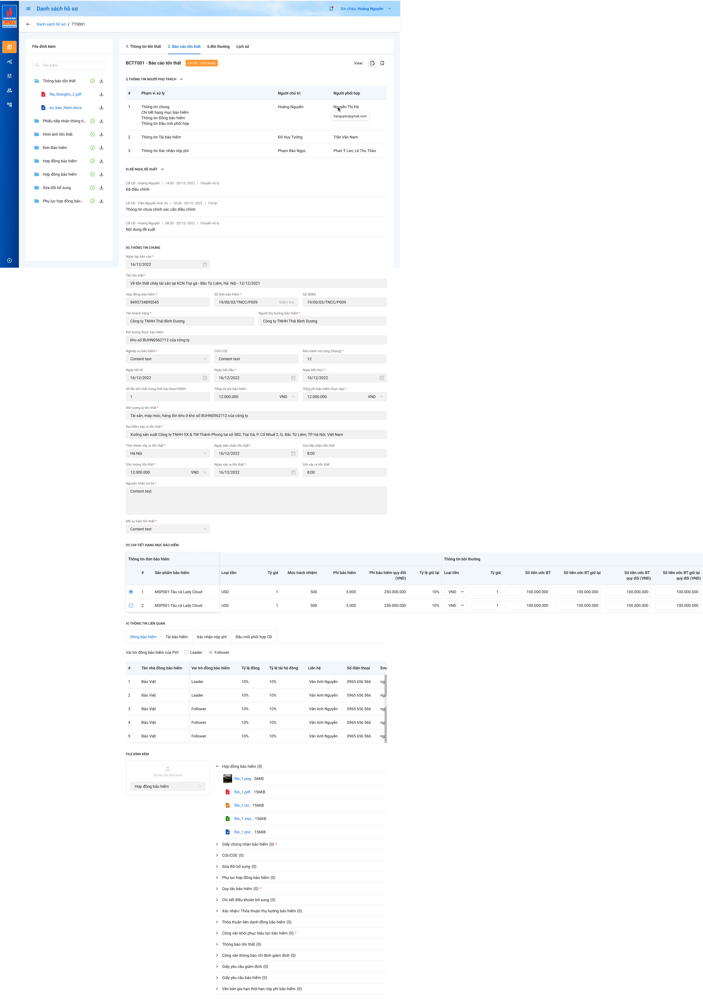 PETROVIETNAM
PVI
INSURANCE
Danh sách hồ sơ
Xin chào, Hoàng Nguyễn
Danh sách hồ sơ / TT0001
File đính kèm
Tìm kiếm
Thông báo tổn thất
file_thongtin_2.pdf
so_bao_hiem.docx
Phiếu tiếp nhận thông ti...
Hình ảnh tổn thất
Đơn Bảo hiểm
Hợp đồng bảo hiểm
Hợp đồng bảo hiểm
Sửa đổi bổ sung
Phụ lục hợp đồng bảo...
1. Thông tin tổn thất 2. Báo cáo tổn thất 6.Bồi thường Lịch sử
BCTT001 - Báo cáo tổn thất LĐ CĐ - Chờ duyệt View:
I) THÔNG TIN NGƯỜI PHỤ TRÁCH
# Phạm vi xử lý Người chủ trì Người phối hợp
1 Thông tin chung Hoàng Nguyễn Nguyễn Thị Hà
Chi tiết hạng mục bảo hiểm
Thông tin Đồng bảo hiểm hanguyen@gmail.com
Thông tin Đầu mối phối hợp
2 Thông tin Tái bảo hiểm Đỗ Huy Tưởng Trần Văn Nam
3 Thông tin Xác nhận nộp phí Phạm Bảo Ngọc Phan Ý Lan; Lê Thu Thảo
II) ĐỀ NGHỊ, ĐỀ XUẤT
CB CĐ - Hoàng Nguyễn | 14:30 - 20/12/ 2022 | Chuyển xử lý
Đã điều chỉnh
LĐ CĐ - Trần Nguyễn Anh Vũ | 10:30 - 20/12/ 2022 | Trả lại
Thông tin chưa chính xác cần điều chỉnh
CB CĐ - Hoàng Nguyễn | 08:30 - 20/12/ 2022 | Chuyển xử lý
Nội dung đề xuất
III) THÔNG TIN CHUNG
Ngày lập báo cáo *
16/12/2022
Tên tổn thất *
Về tổn thất cháy tài sản tại KCN Trại gà - Bắc Từ Liêm, Hà Nội - 12/12/2021
Hợp đồng bảo hiểm * Số đơn bảo hiểm * Số SĐBS
8495734895545 19/00/03/TNCC/P009 Kiểm tra 19/00/03/TNCC/P009
Tên khách hàng * Người thụ hưởng bảo hiểm *
Công ty TNHH Thái Bình Dương Công ty TNHH Thái Bình Dương
Đối tượng được bảo hiểm
kho số BUHN0562712 của công ty
Nghiệp vụ bảo hiểm * COI/COE Bảo hành mở rộng (tháng) *
Content text Content text 12
Ngày hồi tố Ngày bắt đầu * Ngày kết thúc *
16/12/2022 16/12/2022 16/12/2022
Số lần tổn thất trong thời hạn Đơn/HĐBH Tổng số phí bảo hiểm Tổng phí bảo hiểm thực nộp *
1 12.000.000 VND 12.000.000 VND
Đối tượng bị tổn thất *
Tài sản, máy móc, hàng tồn kho ở kho số BUHN0562712 của công ty
Địa điểm xảy ra tổn thất *
Xưởng sản xuất Công ty TNHH SX & TM Thành Phong tại số 5B2, Trại Gà, P. Cổ Nhuế 2, Q. Bắc Từ Liêm, TP Hà Nội, Việt Nam
Tỉnh thành xảy ra tổn thất * Ngày tiếp nhận tổn thất * Giờ tiếp nhận tổn thất
Hà Nội 16/12/2022 8:00
Ước lượng tổn thất * Ngày xảy ra tổn thất * Giờ xảy ra tổn thất
12.000.000 VND 16/12/2022 8:00
Nguyên nhân sơ bộ *
Content text
Mã sự kiện tổn thất *
Content text
IV) CHI TIẾT HẠNG MỤC BẢO HIỂM
Thông tin đơn bảo hiểm Thông tin bồi thường
# Sản phẩm bảo hiểm Loại tiền Tỷ giá Mức trách nhiệm Phí bảo hiểm Phí bảo hiểm quy đổi (VND) Tỷ lệ giữ lại Loại tiền Tỷ giá Số tiền ước BT Số tiền ước BT giữ lại Số tiền ước BT quy đổi (VND) Số tiền ước BT giữ lại quy đổi (VND)
1 MSP001-Tàu cá Lady Cloud USD 1 500 5.000 250.000.000 10% VND 1 100.000.000 100.000.000 100.000.000 100.000.000
2 MSP001-Tàu cá Lady Cloud USD 1 500 5.000 250.000.000 10% VND 1 100.000.000 100.000.000 100.000.000 100.000.000
V) THÔNG TIN LIÊN QUAN
Đồng bảo hiểm Tái bảo hiểm Xác nhận nộp phí Đầu mối phối hợp CĐ
Vai trò đồng bảo hiểm của PVI: Leader Follower
# Tên nhà đồng bảo hiểm Vai trò đồng bảo hiểm Tỷ lệ đồng Tỷ lệ tái hộ đồng Liên hệ Số điện thoại Ema
1 Bảo Việt Leader 10% 10% Văn Anh Nguyễn 0965 656 566 ng
2 Bảo Việt Leader 10% 10% Văn Anh Nguyễn 0965 656 566 ng
3 Bảo Việt Follower 10% 10% Văn Anh Nguyễn 0965 656 566 ng
4 Bảo Việt Follower 10% 10% Văn Anh Nguyễn 0965 656 566 ng
5 Bảo Việt Follower 10% 10% Văn Anh Nguyễn 0965 656 566 ng
FILE ĐÍNH KÈM
Tải lên file đính kèm
Hợp đồng bảo hiểm
Hợp đồng bảo hiểm (0)
file_1.png . 56KB
file_1.pdf . 156KB
file_1.txt . 156KB
file_1.xlsx . 156KB
file_1.doc . 156KB
Giấy chứng nhận bảo hiểm (0) *
COI/COE (0)
Sửa đổi bổ sung (0)
Phụ lục hợp đồng bảo hiểm (0)
Quy tắc bảo hiểm (0) *
Chi tiết điều khoản bổ sung (0)
Xác nhận/ Thỏa thuận thụ hưởng bảo hiểm (0)
Thỏa thuận liên danh đồng bảo hiểm (0)
Công văn khôi phục hiệu lực bảo hiểm (0) *
Thông báo tổn thất (0)
Công văn thông báo chỉ định giám định (0)
Giấy yêu cầu giám định (0)
Giấy yêu cầu bảo hiểm (0)
Văn bản gia hạn thời hạn nộp phí bảo hiểm (0)